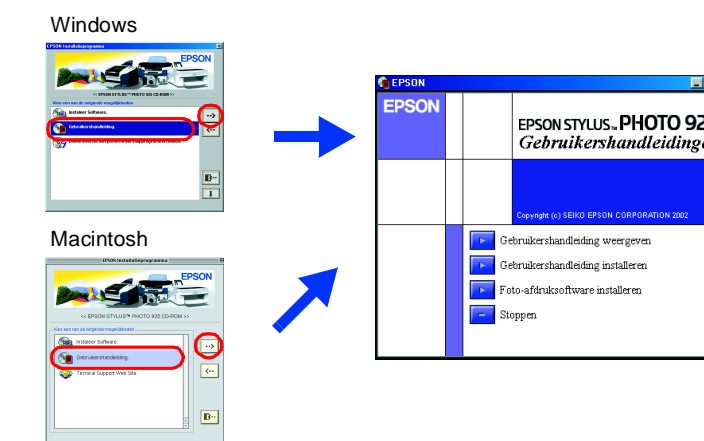 Windows
EPSON Installatieprogramma
EPSON
<< EPSON STYLUS™ PHOTO 925 CD-ROM >>
Kies een van de volgende mogelijkheden
Installeer Software.
Gebruikershandleiding.
Macintosh
EPSON Installatieprogramma
EPSON
<< EPSON STYLUS™ PHOTO 925 CD-ROM >>
Kies een van de volgende mogelijkheden
Installeer Software.
Gebruikershandleiding.
Tecnical Support Web Site.
EPSON
EPSON
EPSON STYLUS™ PHOTO 92
Gebruikershandleidinge
Copyright (c) SEIKO EPSON CORPORATION 2002
Gebruikershandleiding weergeven
Gebruikershandleiding installeren
Foto-afdruksoftware installeren
Stoppen